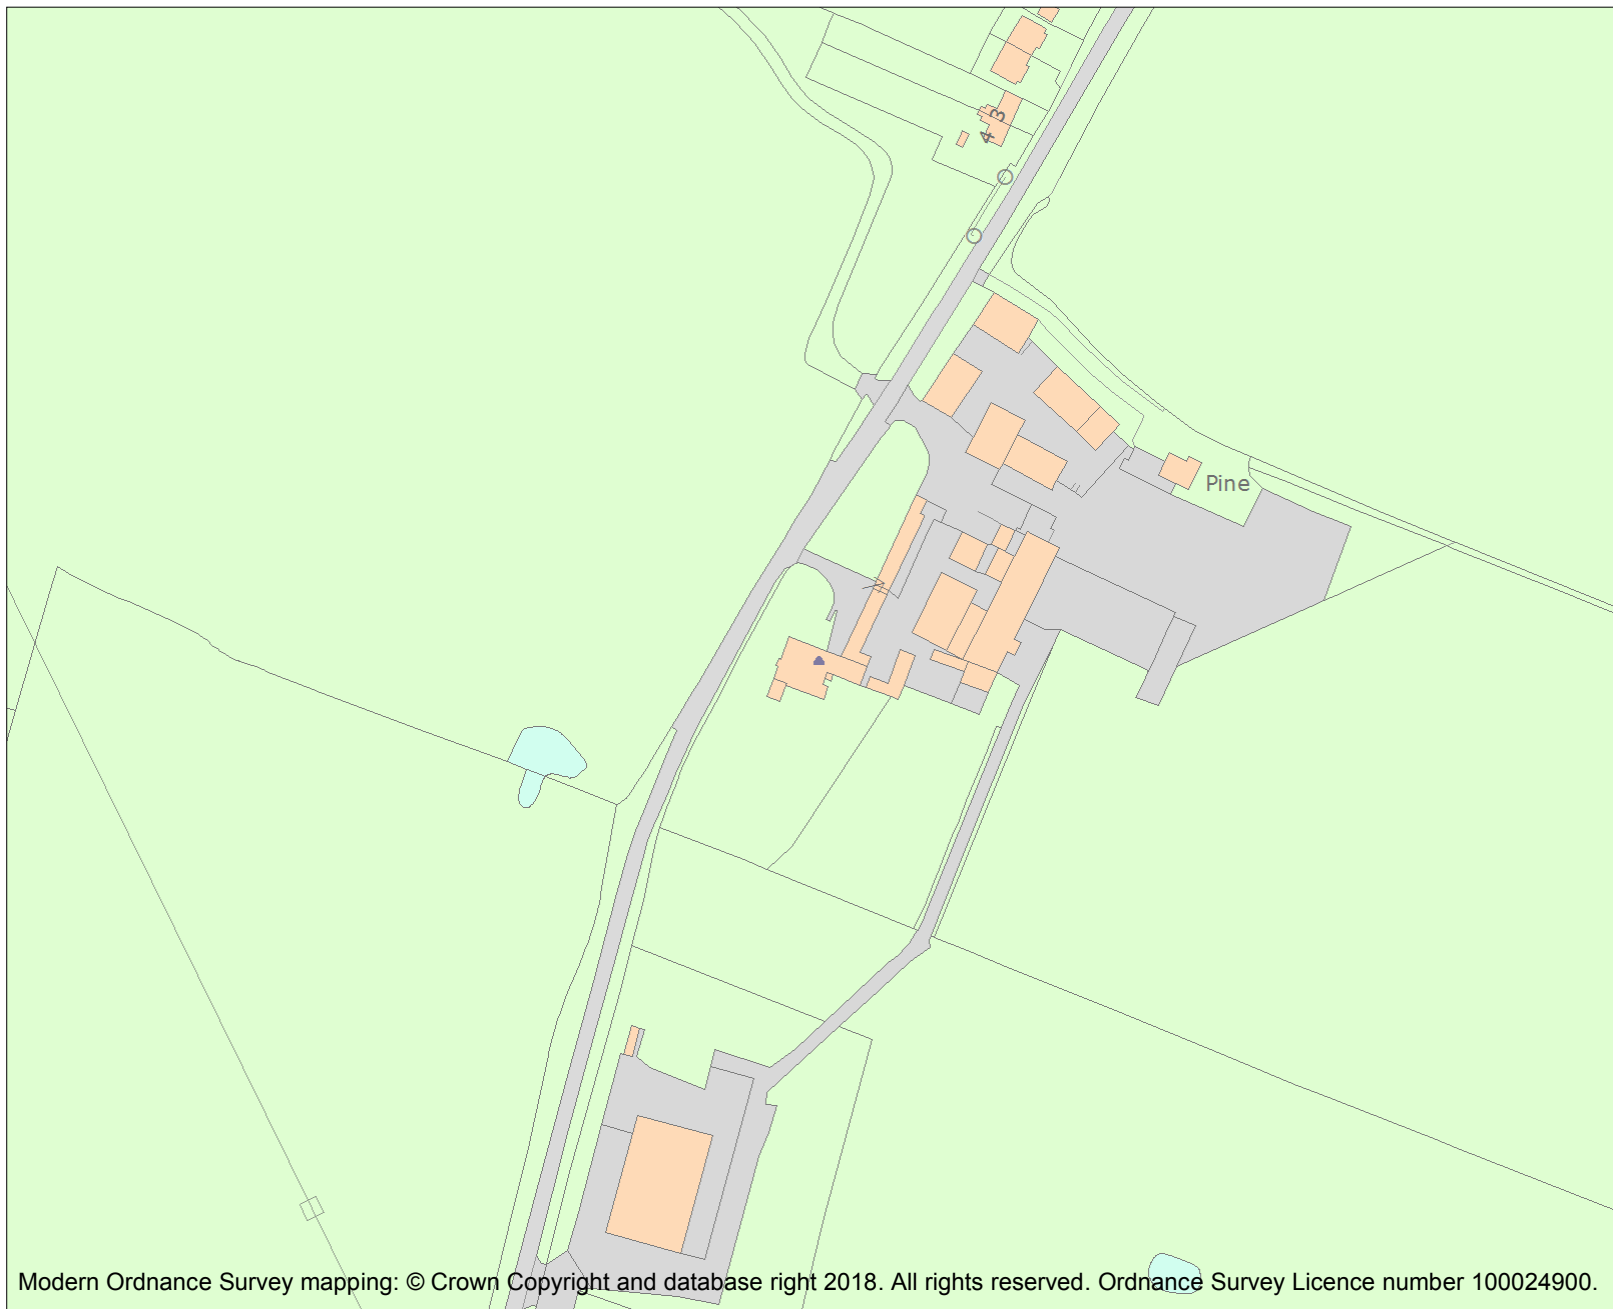 3
4
Pine
Modern Ordnance Survey mapping: © Crown Copyright and database right 2018. All rights reserved. Ordnance Survey Licence number 100024900.